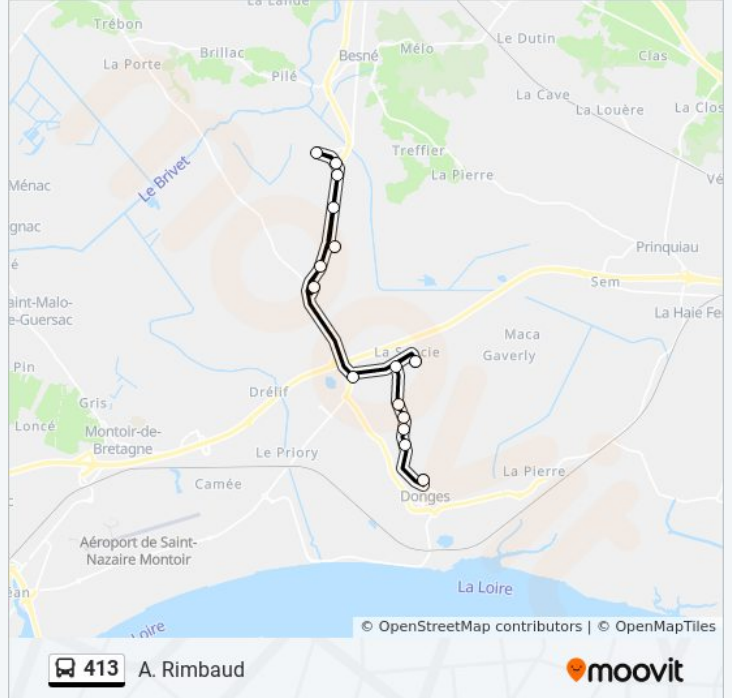 La Lande
Trébon
Brillac
Besné
Mélo
Le Dutin
La Porte
Pilé
Clas
La Cave
La Louère
La Clos
Treffier
La Pierre
Le Brivet
Ménac
Vé
gnac
é
Prinquiau
Sem
aint-Malo-
e-Guersac
La Haie Fe
Maca
Gaverly
Pin
Drélif
Gris
Loncé
Montoir-de-
Bretagne
Le Priory
Camée
La Pierre
Donges
Aéroport de Saint-
Nazaire Montoir
La Loire
éan
Loire
© OpenStreetMap contributors | © OpenMapTiles
413 A. Rimbaud
moovit